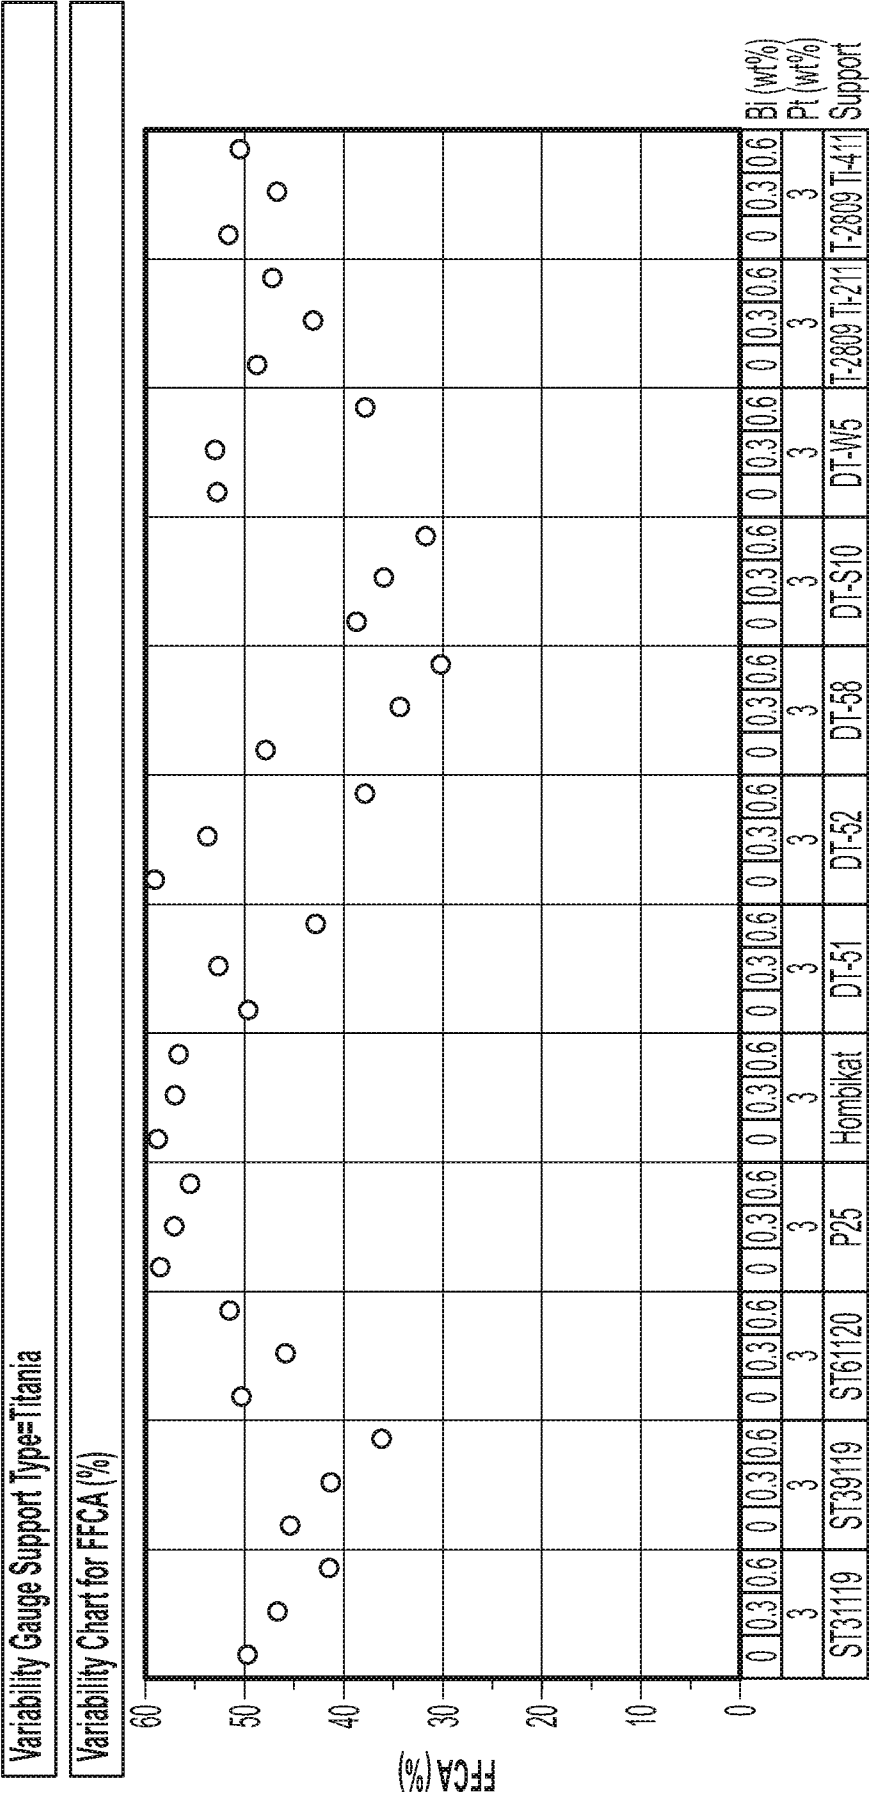 Variability Gauge Support Type=Titania
Variability Chart for FFCA (%)
FFCA (%)
60
50
40
30
20
10
0
0 0.3 0.6 0 0.3 0.6 0 0.3 0.6 0 0.3 0.6 0 0.3 0.6 0 0.3 0.6 0 0.3 0.6 0 0.3 0.6 0 0.3 0.6 0 0.3 0.6 0 0.3 0.6 0 0.3 0.6 Bi (wt%)
3 3 3 3 3 3 3 3 3 3 3 3 Pt (wt%)
ST31119 ST39119 ST61120 P25 Hombikat DT-51 DT-52 DT-58 DT-S10 DT-W5 T-2809 Ti-211 T-2809 Ti-411 Support